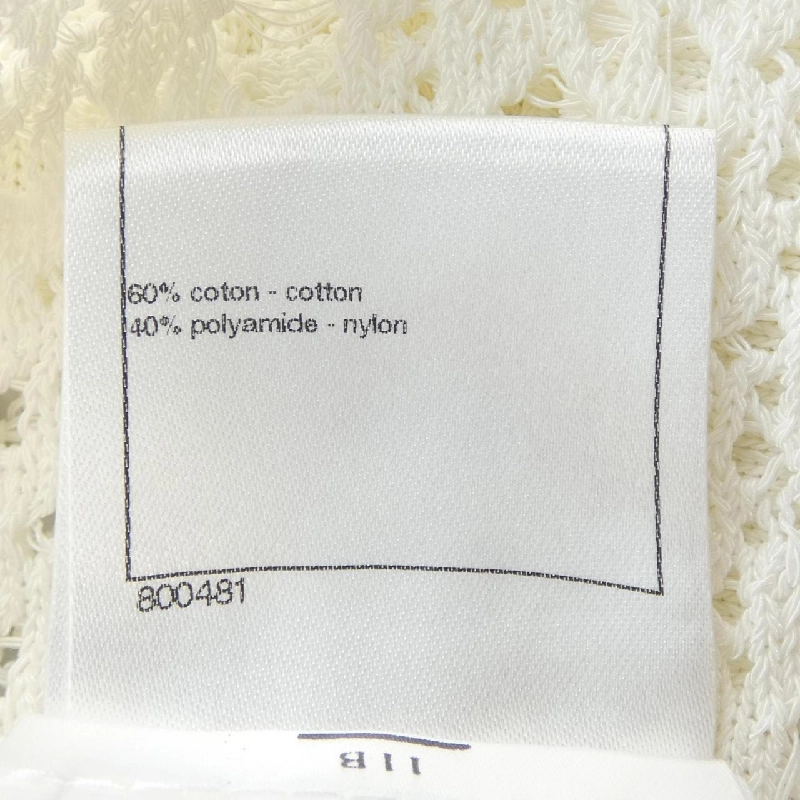 60% coton - cotton
40% polyamide - nylon
800481
11B